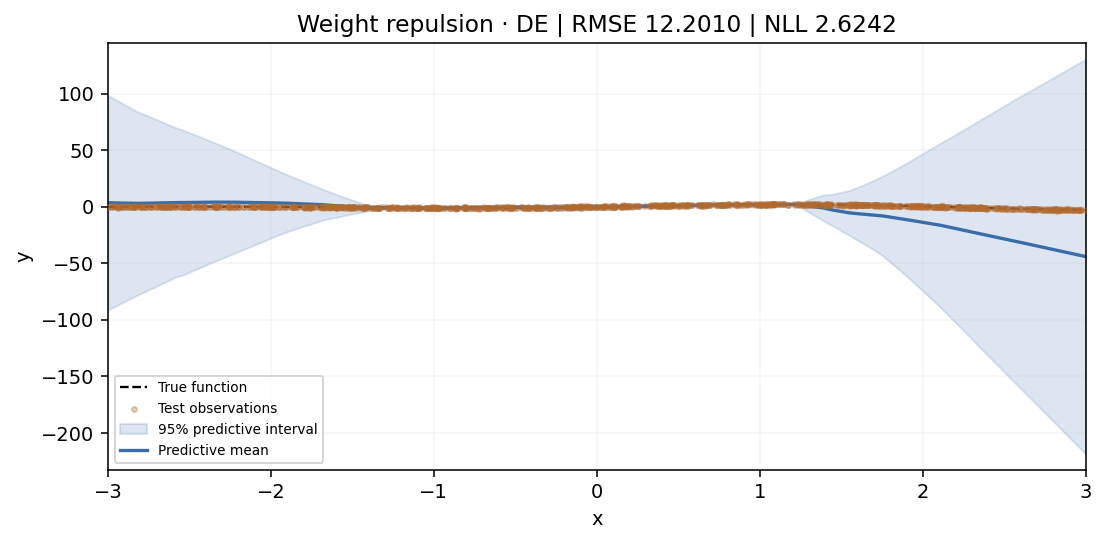 Weight repulsion · DE | RMSE 12.2010 | NLL 2.6242
y
100
50
0
−50
−100
−150
−200
True function
Test observations
95% predictive interval
Predictive mean
−3
−2
−1
0
1
2
3
x